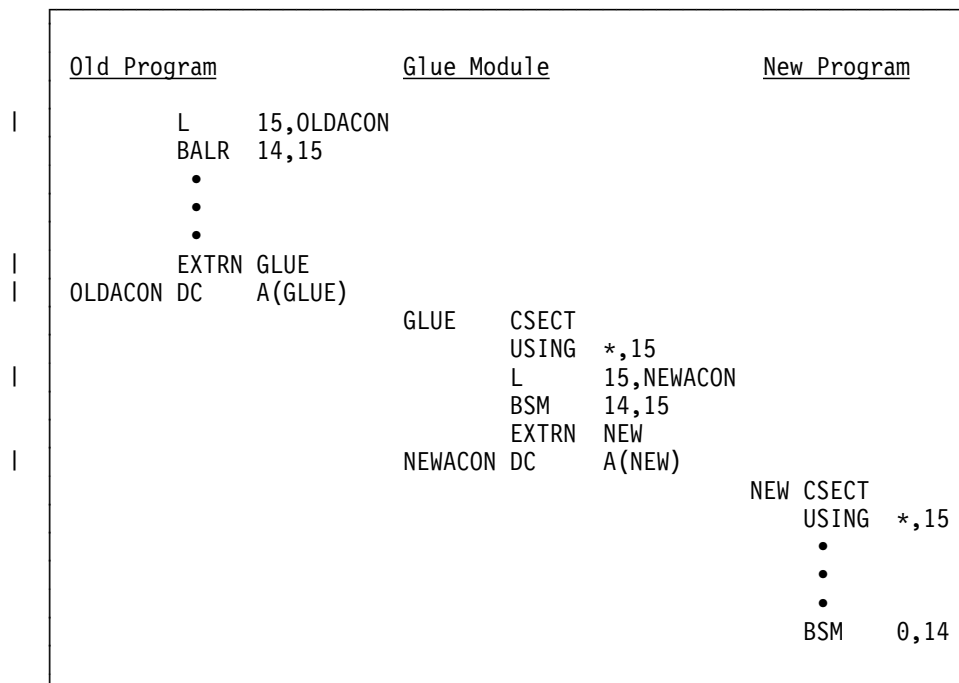 Old Program Glue Module New Program
| L 15,OLDACON
BALR 14,15
•
•
•
| EXTRN GLUE
| OLDACON DC A(GLUE)
GLUE CSECT
USING *,15
| L 15,NEWACON
BSM 14,15
EXTRN NEW
| NEWACON DC A(NEW)
NEW CSECT
USING *,15
•
•
•
BSM 0,14